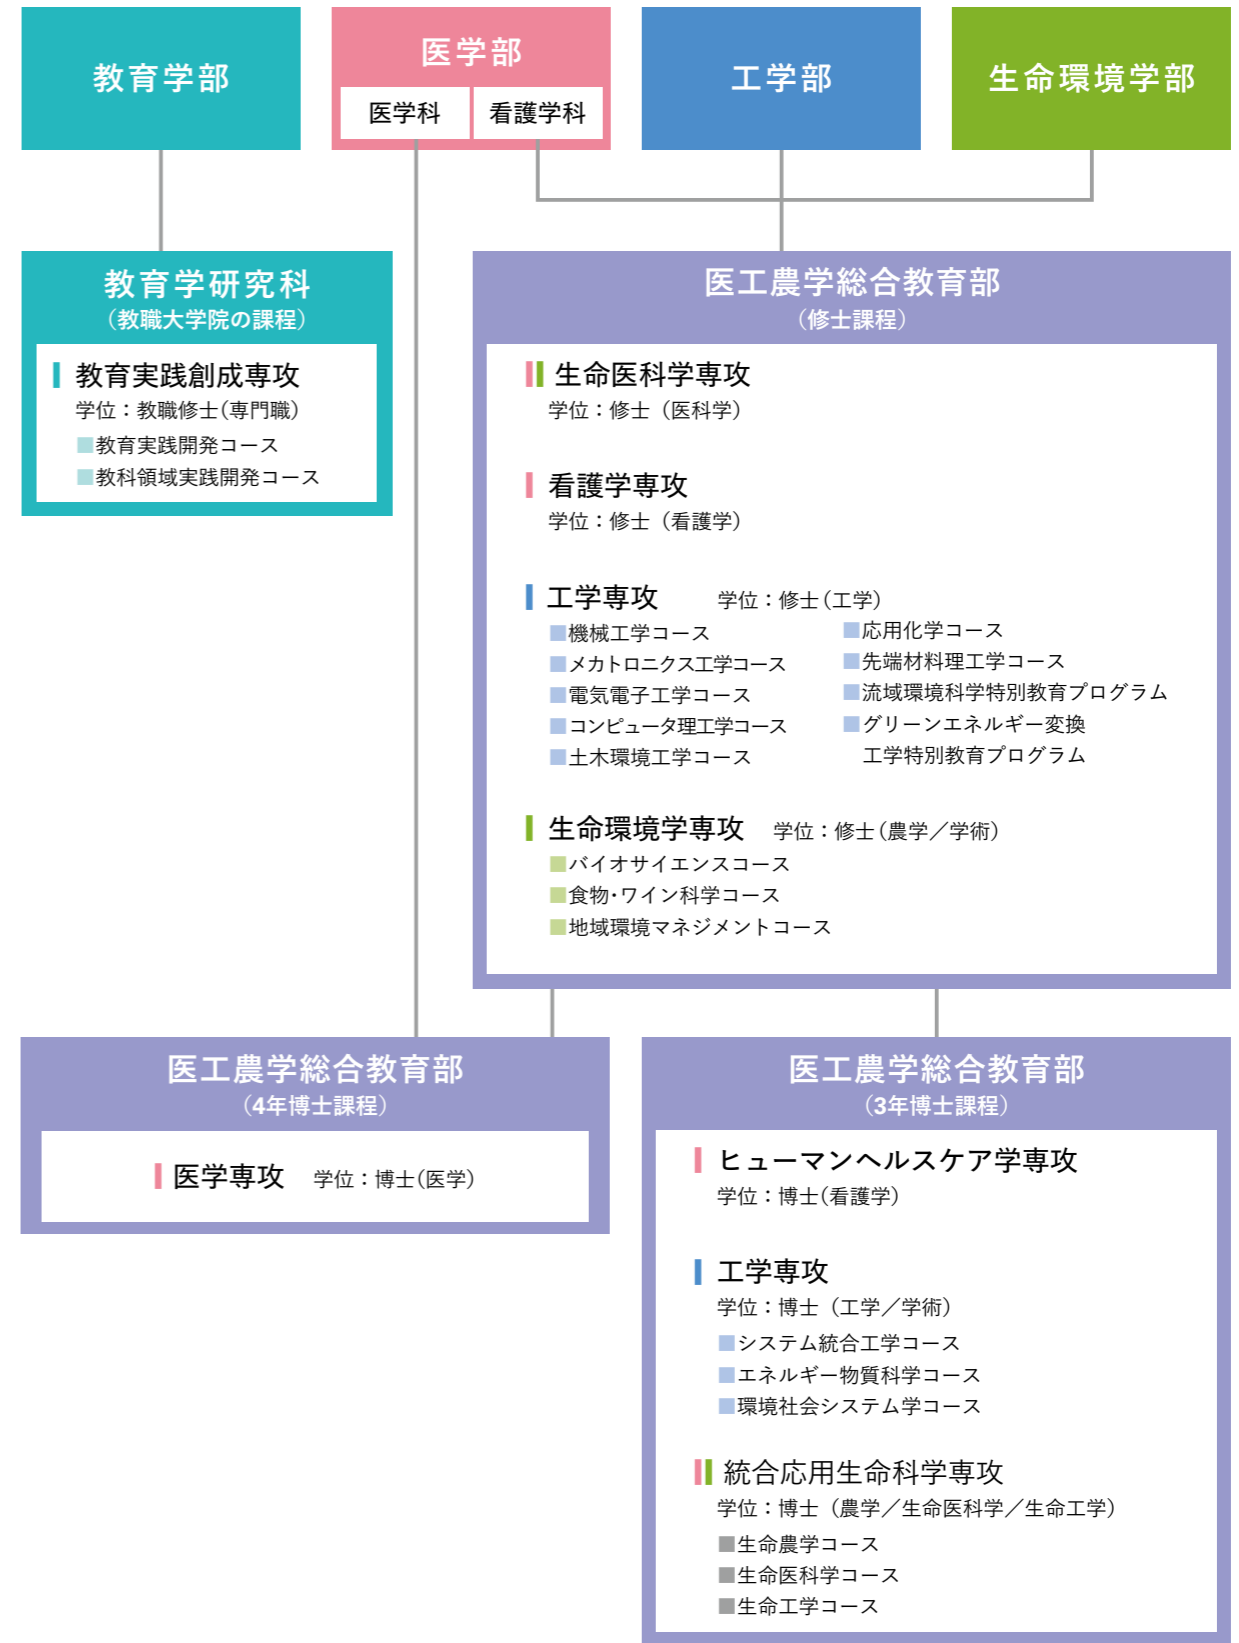 教育学部
医学部
医学科
看護学科
工学部
生命環境学部
教育学研究科
（教職大学院の課程）
教育実践創成専攻
学位：教職修士（専門職）
教育実践開発コース
教科領域実践開発コース
医工農学総合教育部
（修士課程）
生命医科学専攻
学位：修士（医科学）
看護学専攻
学位：修士（看護学）
工学専攻 学位：修士（工学）
機械工学コース
メカトロニクス工学コース
電気電子工学コース
コンピュータ理工学コース
土木環境工学コース
応用化学コース
先端材料理工学コース
流域環境科学特別教育プログラム
グリーンエネルギー変換
工学特別教育プログラム
生命環境学専攻 学位：修士（農学／学術）
バイオサイエンスコース
食物・ワイン科学コース
地域環境マネジメントコース
医工農学総合教育部
（4年博士課程）
医学専攻 学位：博士（医学）
医工農学総合教育部
（3年博士課程）
ヒューマンヘルスケア学専攻
学位：博士（看護学）
工学専攻
学位：博士（工学／学術）
システム統合工学コース
エネルギー物質科学コース
環境社会システム学コース
統合応用生命科学専攻
学位：博士（農学／生命医科学／生命工学）
生命農学コース
生命医科学コース
生命工学コース